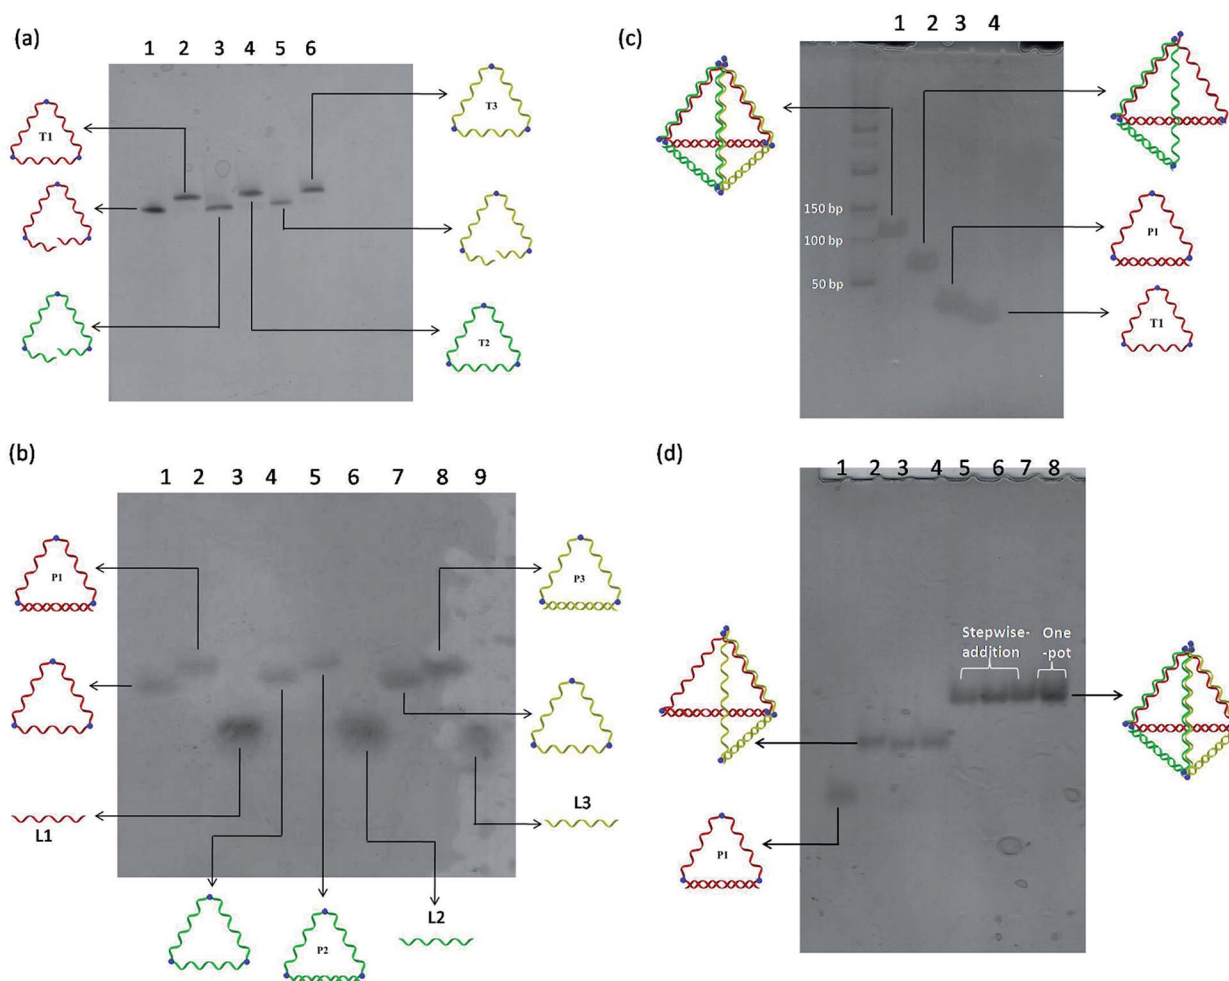 (a)
1 2 3 4 5 6
T1
T3
T2
(b)
1 2 3 4 5 6 7 8 9
P1
P3
L1
L3
L2
P2
(c)
1 2 3 4
150 bp
100 bp
50 bp
P1
T1
(d)
1 2 3 4 5 6 7 8
Stepwise-
addition
One
-pot
P1